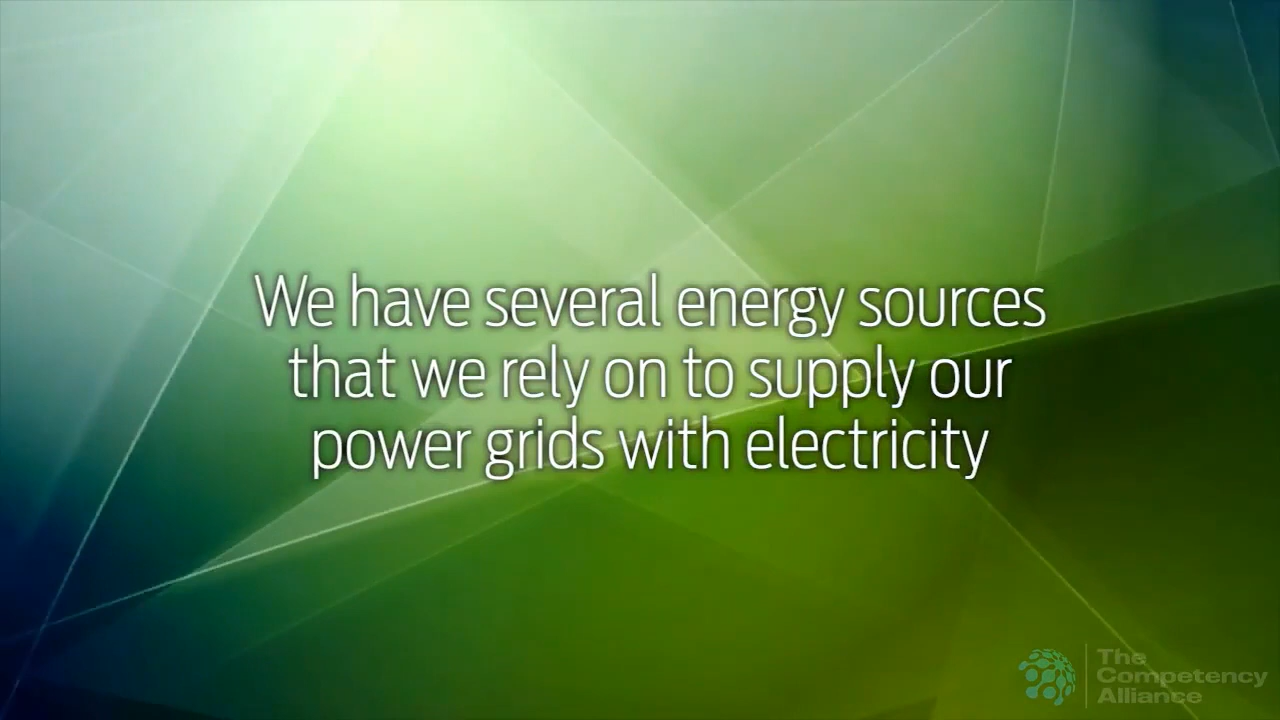 We have several energy sources
that we rely on to supply our
power grids with electricity
The
Competency
Alliance